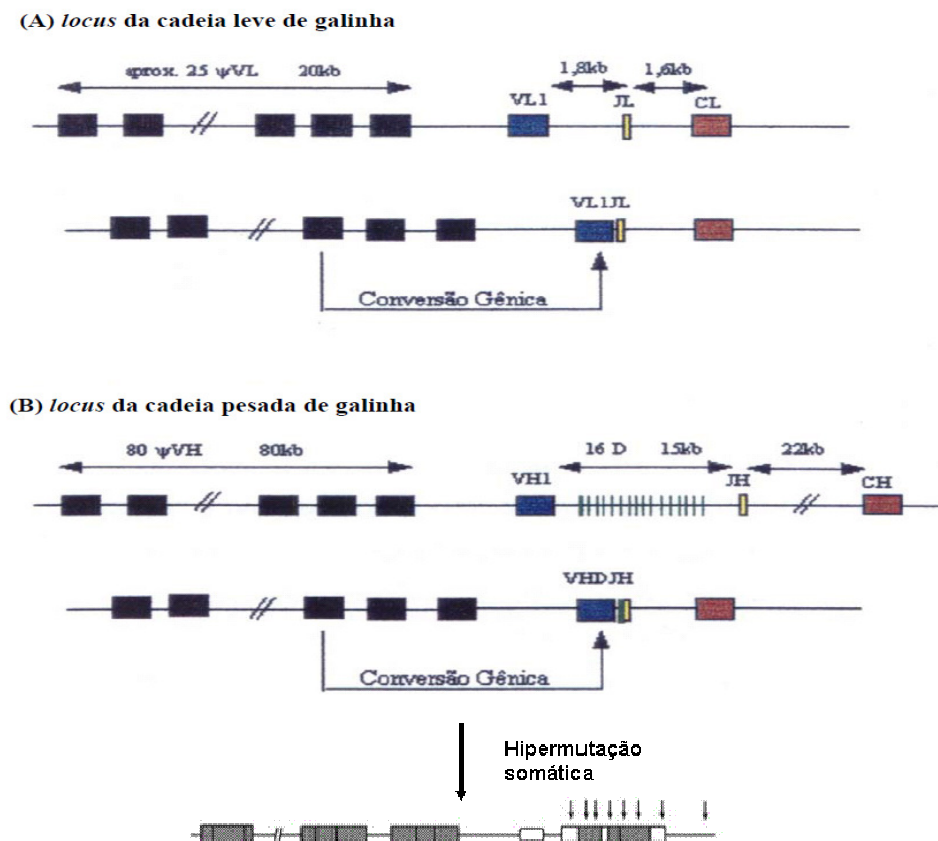 (A) locus da cadeia leve de galinha
aprox. 25 ψVL 20kb
1,8kb
1,6kb
VL1
JL
CL
VL1JL
Conversão Gênica
(B) locus da cadeia pesada de galinha
80 ψVH 80kb
16 D 15kb
22kb
VH1
JH
CH
VHDJH
Conversão Gênica
Hipermutação
somática